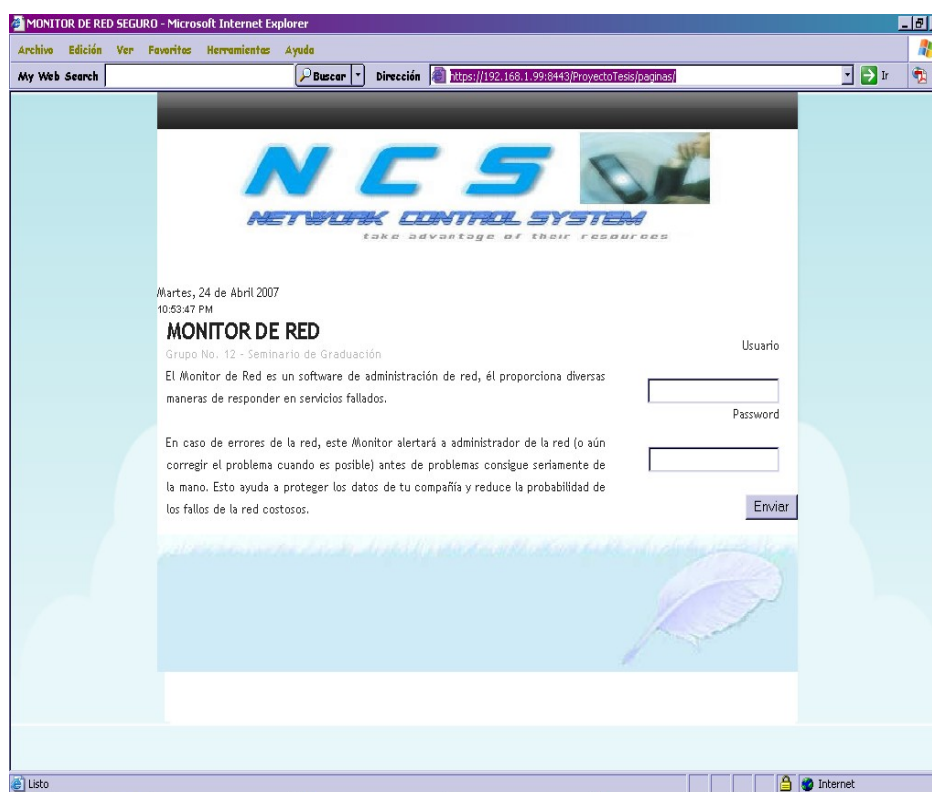 MONITOR DE RED SEGURO - Microsoft Internet Explorer
Archivo Edición Ver Favoritos Herramientas Ayuda
My Web Search Buscar Dirección https://192.168.1.99:8443/ProyectoTesis/paginas/ Ir
NCS
NETWORK CONTROL SYSTEM
take advantage of their resources
Martes, 24 de Abril 2007
10:53:47 PM
MONITOR DE RED
Grupo No. 12 - Seminario de Graduación
El Monitor de Red es un software de administración de red, él proporciona diversas
maneras de responder en servicios fallados.
En caso de errores de la red, este Monitor alertará a administrador de la red (o aún
corregir el problema cuando es posible) antes de problemas consigue seriamente de
la mano. Esto ayuda a proteger los datos de tu compañía y reduce la probabilidad de
los fallos de la red costosos.
Usuario
Password
Enviar
Listo
Internet